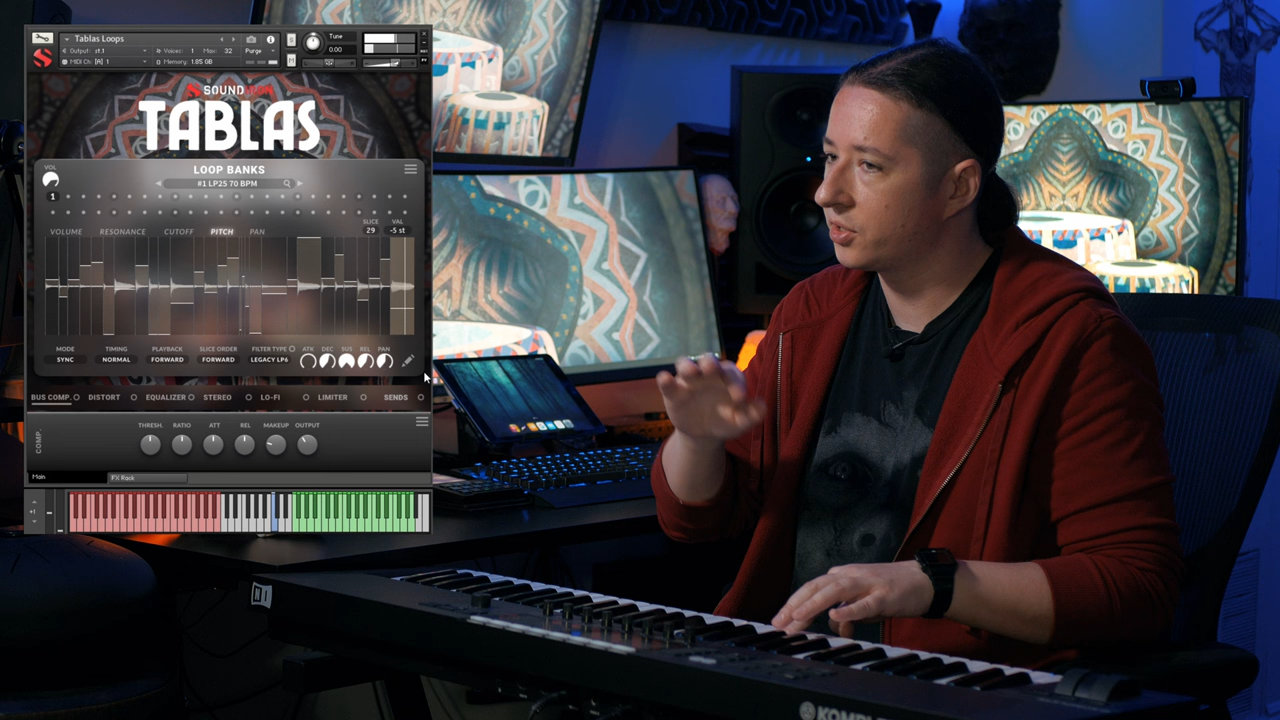 Tablas Loops
Output: st.1 Voices: 1 Max: 32 Purge
MIDI Ch: [A] 1 Memory: 1.85 GB
S
M
Tune
0.00
SOUNDIRON
TABLAS
VOL
LOOP BANKS
#1 LP25 70 BPM
1
SLICE VAL
29 -5 st
VOLUME RESONANCE CUTOFF PITCH PAN
MODE TIMING PLAYBACK SLICE ORDER FILTER TYPE ATK DEC SUS REL PAN
SYNC NORMAL FORWARD FORWARD LEGACY LP6
BUS COMP. DISTORT EQUALIZER STEREO LO-FI LIMITER SENDS
COMP.
THRESH. RATIO ATT REL MAKEUP OUTPUT
Main FX Rack
+1
KOMPLE